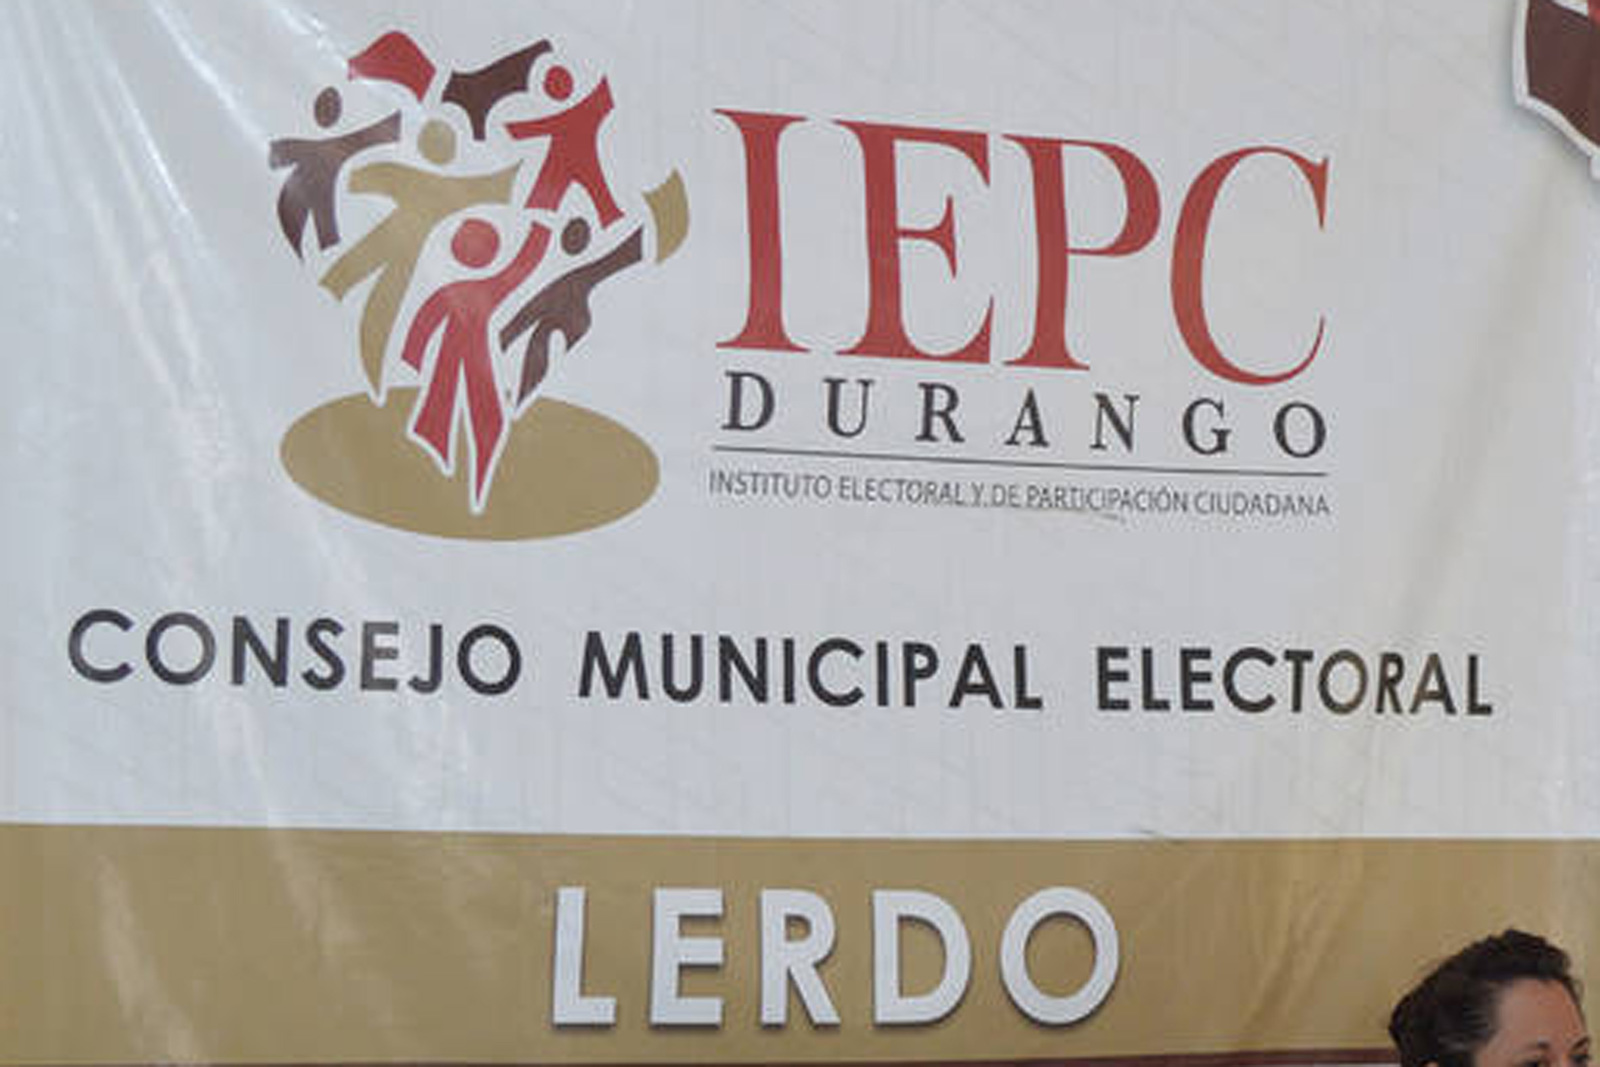 IEPC
DURANGO
INSTITUTO ELECTORAL Y DE PARTICIPACIÓN CIUDADANA
CONSEJO MUNICIPAL ELECTORAL
LERDO